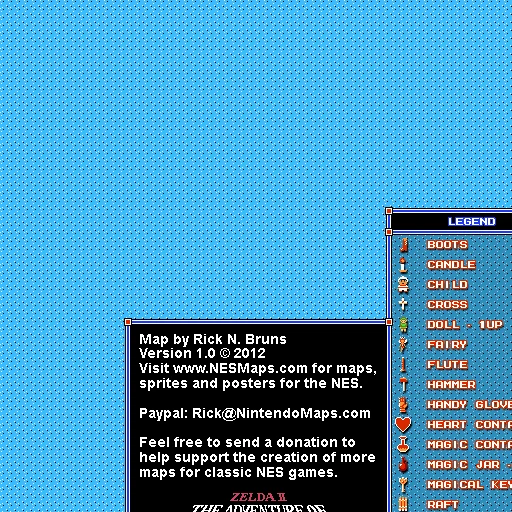 LEGEND
BOOTS
CANDLE
CHILD
CROSS
DOLL - 1UP
FAIRY
FLUTE
HAMMER
HANDY GLOVE
HEART CONTA
MAGIC CONTA
MAGIC JAR -
MAGICAL KEY
RAFT
Map by Rick N. Bruns
Version 1.0 © 2012
Visit www.NESMaps.com for maps,
sprites and posters for the NES.
Paypal: Rick@NintendoMaps.com
Feel free to send a donation to
help support the creation of more
maps for classic NES games.
ZELDA II
THE ADVENTURE OF